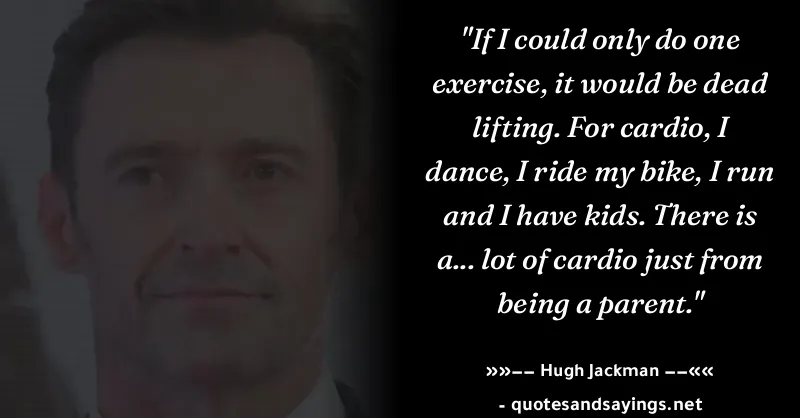 "If I could only do one
exercise, it would be dead
lifting. For cardio, I
dance, I ride my bike, I run
and I have kids. There is
a... lot of cardio just from
being a parent."
»»-- Hugh Jackman --««
- quotesandsayings.net